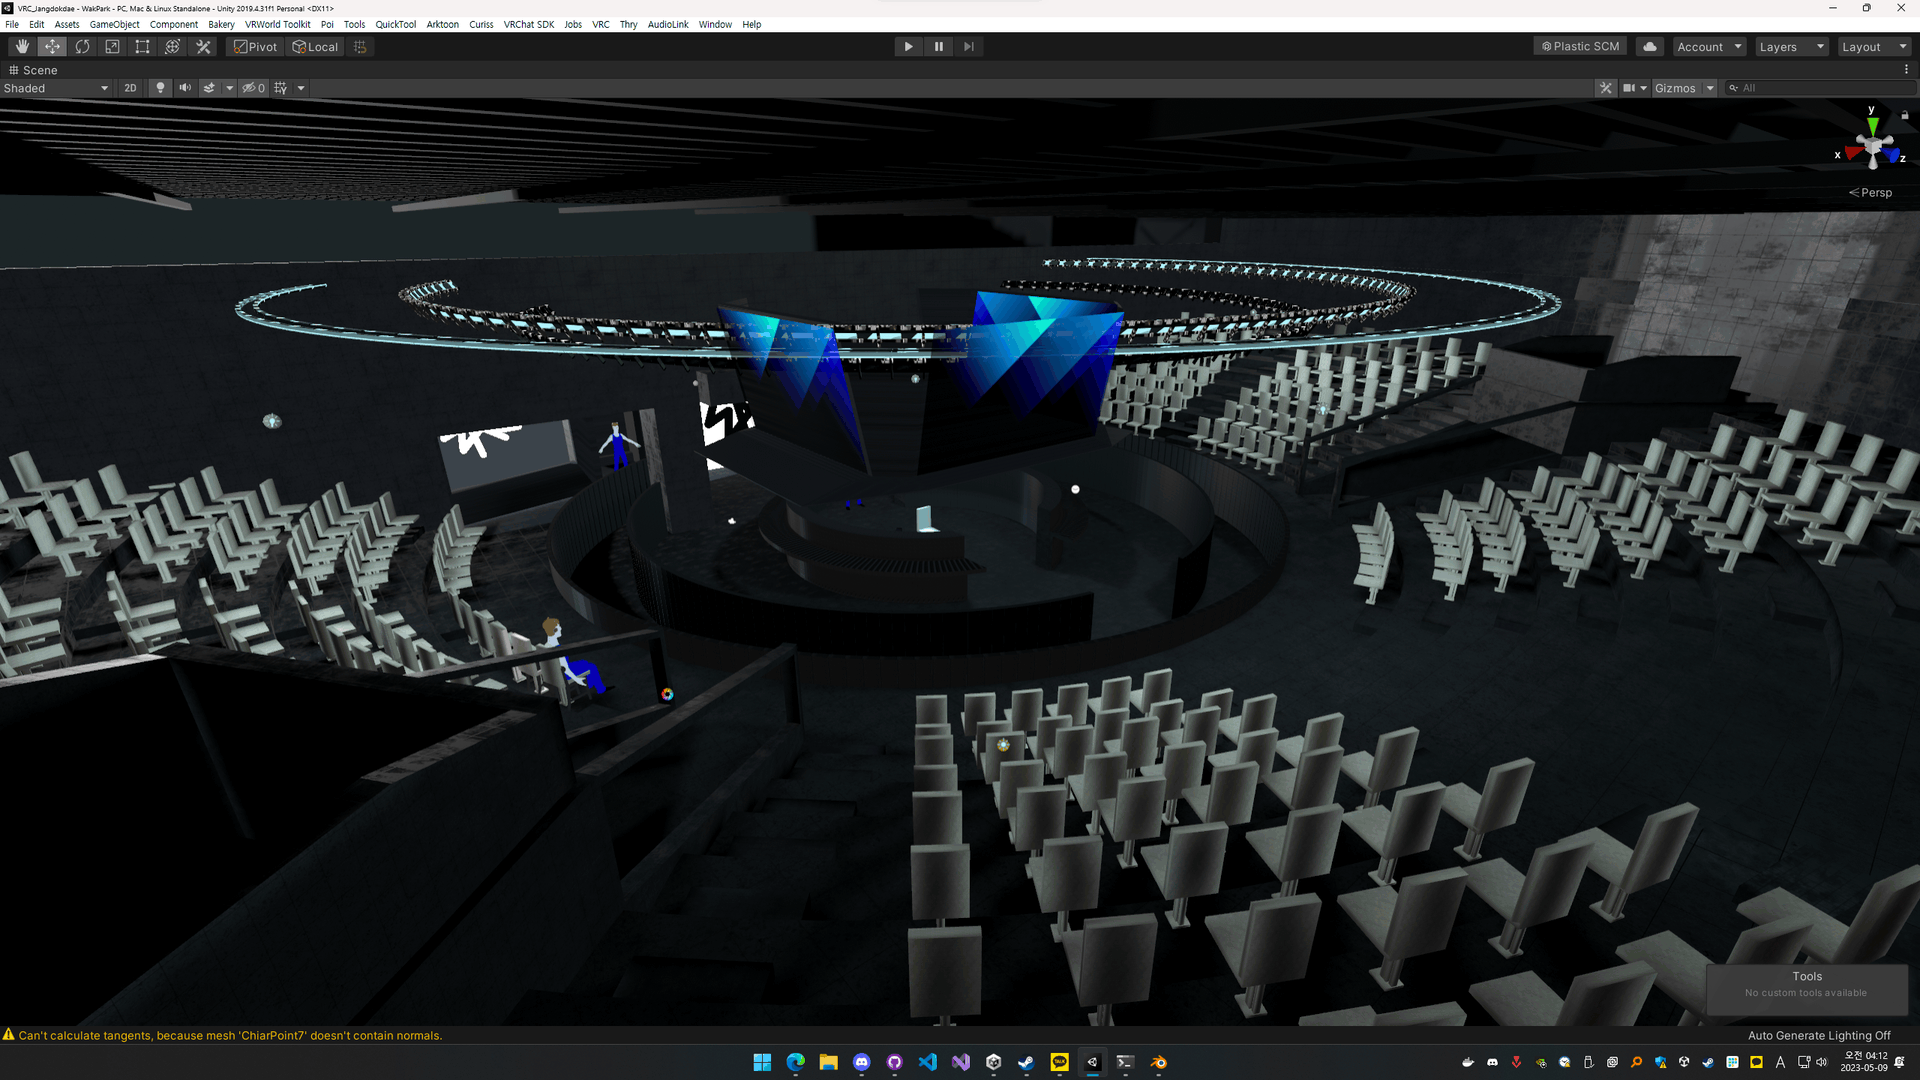 VRC_Jangdokdae - WakPark - PC, Mac & Linux Standalone - Unity 2019.4.31f1 Personal <DX11>
File Edit Assets GameObject Component Bakery VRWorld Toolkit Poi Tools QuickTool Arktoon Curiss VRChat SDK Jobs VRC Thry AudioLink Window Help
Pivot Local Plastic SCM Account Layers Layout
Scene
Shaded 2D 0 Gizmos All
y
x z
Persp
Tools
No custom tools available
Can't calculate tangents, because mesh 'ChiarPoint7' doesn't contain normals.
Auto Generate Lighting Off
TALK
A
오전 04:12
2023-05-09